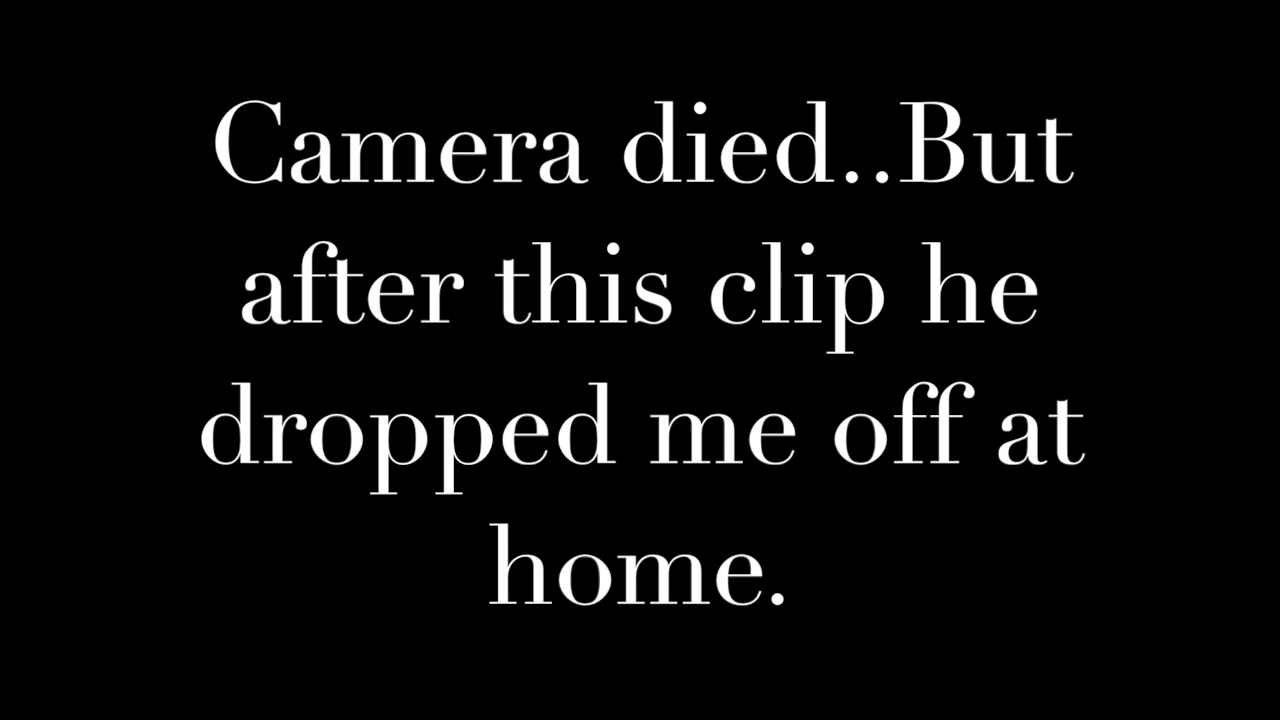 Camera died..But
after this clip he
dropped me off at
home.